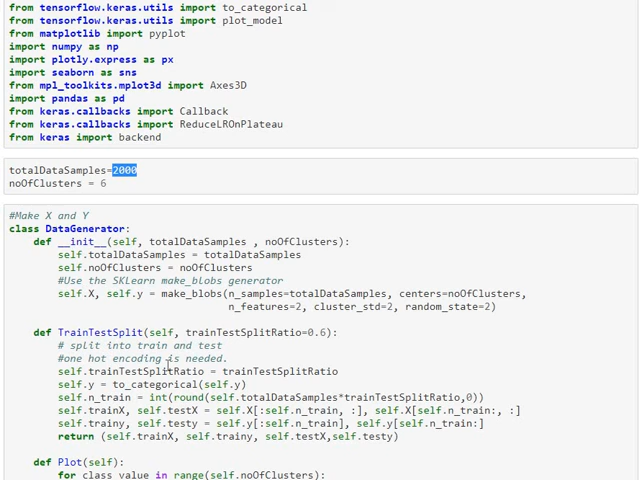 from tensorflow.keras.utils import to_categorical
from tensorflow.keras.utils import plot_model
from matplotlib import pyplot
import numpy as np
import plotly.express as px
import seaborn as sns
from mpl_toolkits.mplot3d import Axes3D
import pandas as pd
from keras.callbacks import Callback
from keras.callbacks import ReduceLROnPlateau
from keras import backend
totalDataSamples=2000
noOfClusters = 6
#Make X and Y
class DataGenerator:
def __init__(self, totalDataSamples , noOfClusters):
self.totalDataSamples = totalDataSamples
self.noOfClusters = noOfClusters
#Use the SKLearn make_blobs generator
self.X, self.y = make_blobs(n_samples=totalDataSamples, centers=noOfClusters,
n_features=2, cluster_std=2, random_state=2)
def TrainTestSplit(self, trainTestSplitRatio=0.6):
# split into train and test
#one hot encoding is needed.
self.trainTestSplitRatio = trainTestSplitRatio
self.y = to_categorical(self.y)
self.n_train = int(round(self.totalDataSamples*trainTestSplitRatio,0))
self.trainX, self.testX = self.X[:self.n_train, :], self.X[self.n_train:, :]
self.trainy, self.testy = self.y[:self.n_train], self.y[self.n_train:]
return (self.trainX, self.trainy, self.testX,self.testy)
def Plot(self):
for class_value in range(self.noOfClusters):